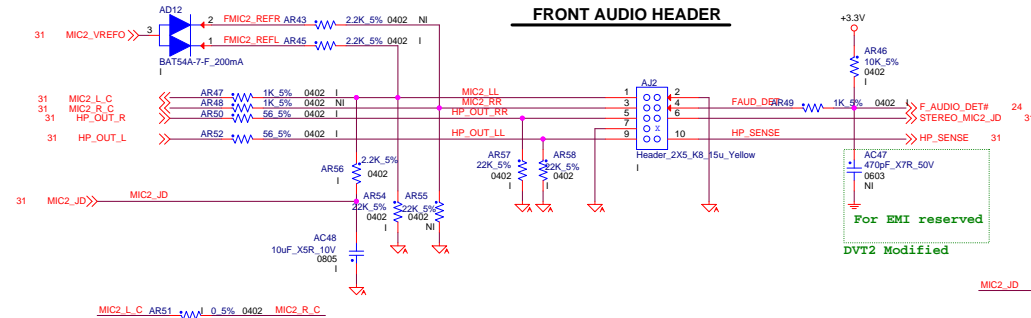 FRONT AUDIO HEADER
AD12
31 MIC2_VREFO 3
2 FMIC2_REFR AR43 2.2K_5% 0402 NI
1 FMIC2_REFL AR45 2.2K_5% 0402 I
BAT54A-7-F_200mA
I
+3.3V
AR46
10K_5%
0402
I
31 MIC2_L_C AR47 1K_5% 0402 I MIC2_LL
31 MIC2_R_C AR48 1K_5% 0402 NI MIC2_RR
31 HP_OUT_R AR50 56_5% 0402 I HP_OUT_RR
31 HP_OUT_L AR52 56_5% 0402 I HP_OUT_LL
AJ2
1 2
3 4
5 6
7 x
9 10
Header_2X5_K8_15u_Yellow
I
FAUD_DET AR49 1K_5% 0402 I F_AUDIO_DET# 24
STEREO_MIC2_JD 31
HP_SENSE HP_SENSE 31
AR56 2.2K_5%
0402
I
AR57
22K_5%
0402
I
AR58
22K_5%
0402
I
AC47
470pF_X7R_50V
0603
NI
For EMI reserved
DVT2 Modified
31 MIC2_JD
AR54
22K_5%
0402
I
AR55
22K_5%
0402
NI
AC48
10uF_X5R_10V
0805
I
A A A A A A A
MIC2_JD
MIC2_L_C AR51 I 0_5% 0402 MIC2_R_C